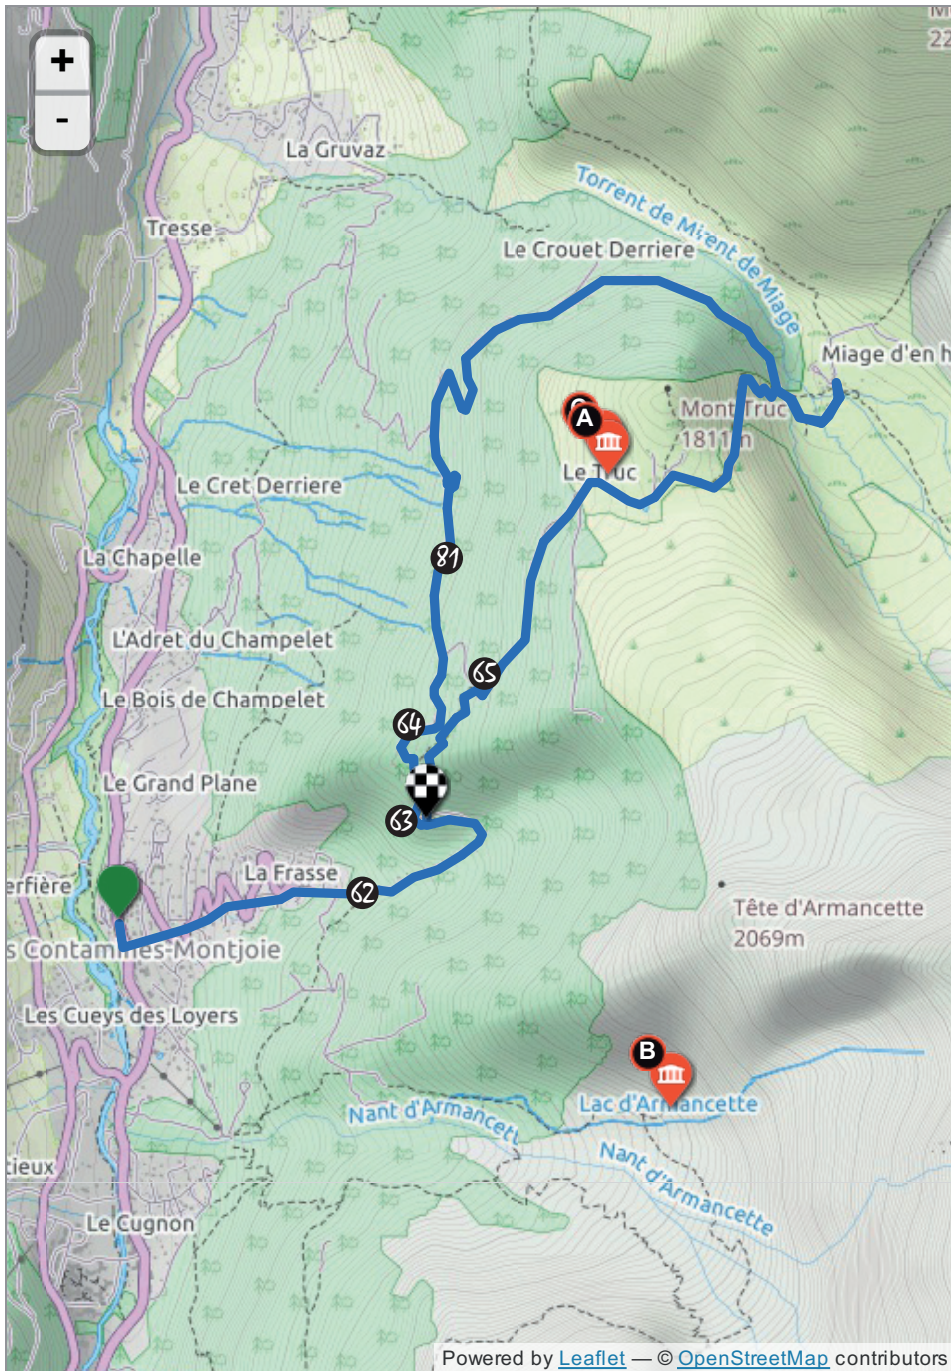 +
-
22
La Gruvaz
Tresse
Torrent de Miage
Le Crouet Derriere
Miage d'en h
Mont Truc
1811m
A
Le Truc
Le Cret Derriere
81
La Chapelle
L'Adret du Champelet
65
Le Bois de Champelet
64
Le Grand Plane
63
La Frasse
erfière
62
Tête d'Armancette
2069m
s Contamines-Montjoie
Les Cueys des Loyers
B
Lac d'Armancette
Nant d'Armancett
Nant d'Armancette
tieux
Le Cugnon
Powered by Leaflet — © OpenStreetMap contributors